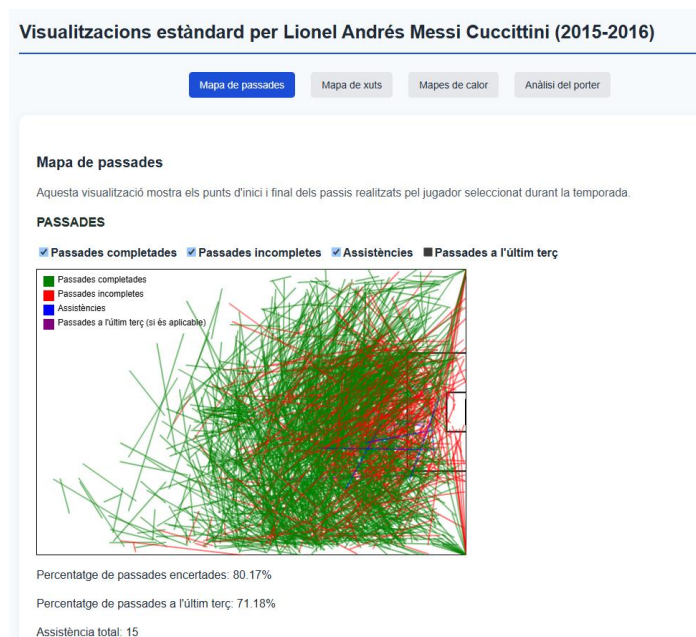 Visualitzacions estàndard per Lionel Andrés Messi Cuccittini (2015-2016)
Mapa de passades Mapa de xuts Mapes de calor Anàlisi del porter
Mapa de passades
Aquesta visualització mostra els punts d'inici i final dels passis realitzats pel jugador seleccionat durant la temporada.
PASSADES
Passades completades Passades incompletes Assistències Passades a l'últim terç
Passades completades
Passades incompletes
Assistències
Passades a l'últim terç (si és aplicable)
Percentatge de passades encertades: 80.17%
Percentatge de passades a l'últim terç: 71.18%
Assistència total: 15